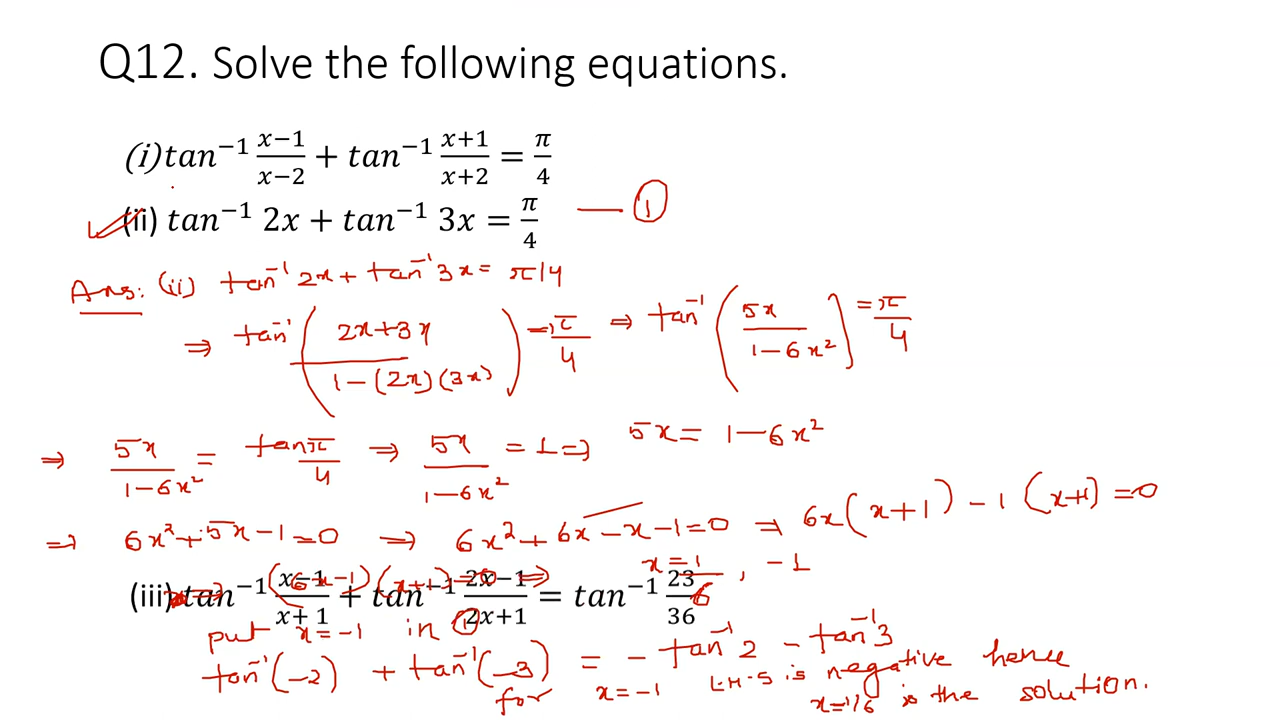 Q12. Solve the following equations.
(i)tan⁻¹ (x−1)/(x−2) + tan⁻¹ (x+1)/(x+2) = π/4
(ii) tan⁻¹ 2x + tan⁻¹ 3x = π/4 — ①
Ans: (ii) tan⁻¹ 2x + tan⁻¹ 3x = π/4
⇒ tan⁻¹ ( (2x+3x)/(1−(2x)(3x)) ) = π/4 ⇒ tan⁻¹ ( 5x/(1−6x²) ) = π/4
⇒ 5x/(1−6x²) = tan π/4 ⇒ 5x/(1−6x²) = 1 ⇒ 5x = 1−6x²
⇒ 6x²+5x−1=0 ⇒ 6x²+6x−x−1=0 ⇒ 6x(x+1)−1(x+1)=0
(6x−1)(x+1)=0 ⇒ x=1/6, −1
(iii) tan⁻¹ (x−1)/(x+1) + tan⁻¹ (2x−1)/(2x+1) = tan⁻¹ 23/36
put x=−1 in ①
tan⁻¹(−2) + tan⁻¹(−3) = −tan⁻¹2 − tan⁻¹3
for x=−1 L.H.S is negative hence
x=1/6 is the solution.